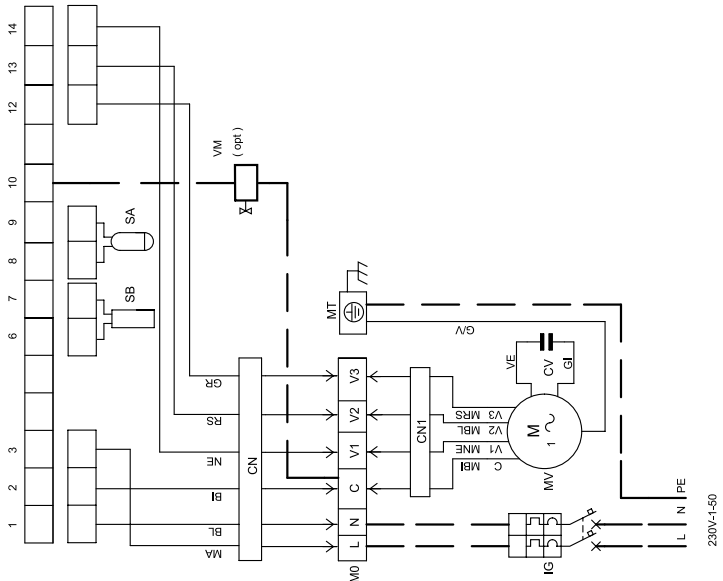 14
13
12
10
9
8
7
6
3
2
1
VM
( opt )
SA
SB
MT
G/V
GR
RS
NE
BI
BL
MA
CN
V3
V2
V1
C
N
L
M0
CN1
V3 MRS
V2 MBL
V1 MNE
C MBI
VE
CV
GI
M
1
MV
IG
L
N
PE
230V-1-50